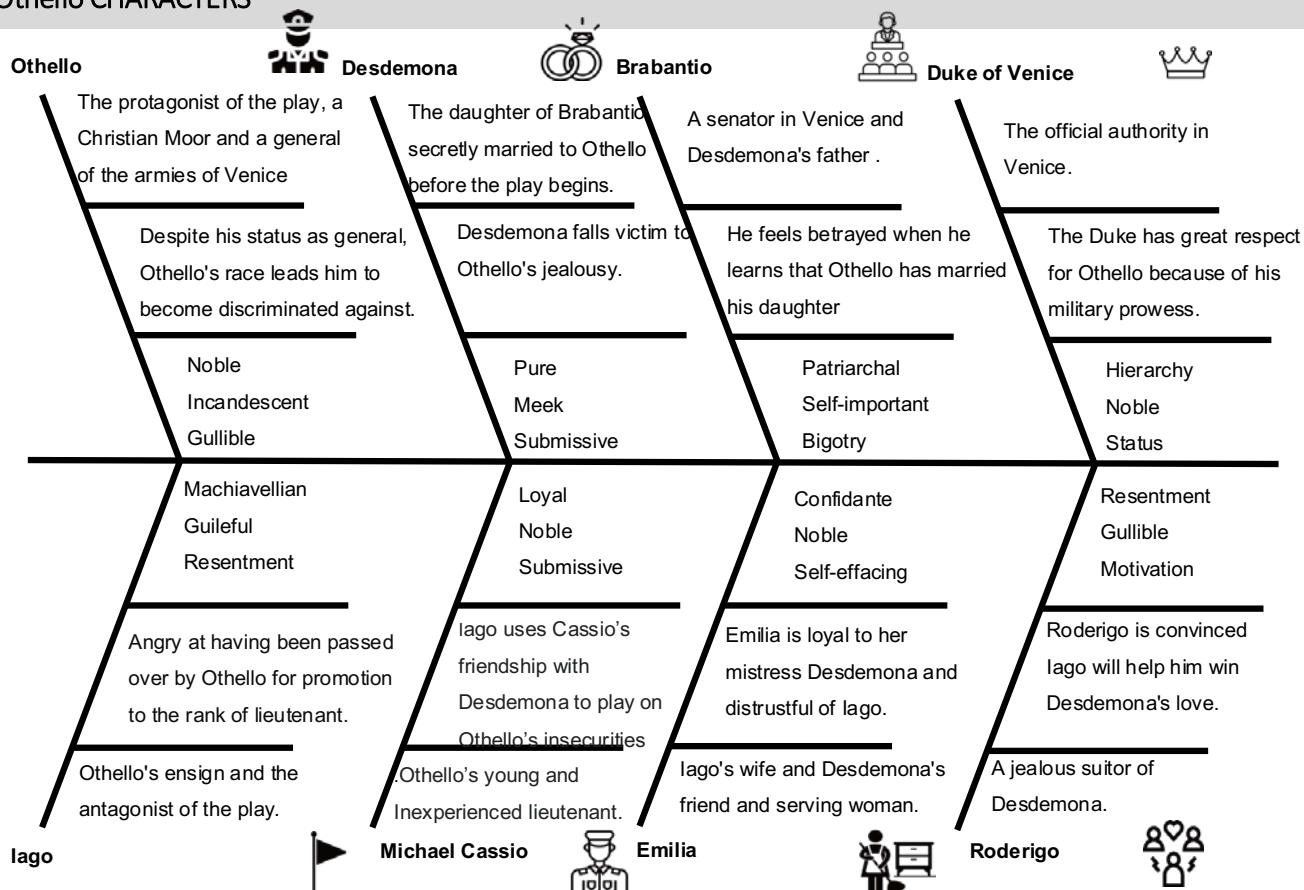 Othello CHARACTERS
Othello
The protagonist of the play, a
Christian Moor and a general
of the armies of Venice
Despite his status as general,
Othello's race leads him to
become discriminated against.
Noble
Incandescent
Gullible
Desdemona
The daughter of Brabantio
secretly married to Othello
before the play begins.
Desdemona falls victim to
Othello's jealousy.
Pure
Meek
Submissive
Brabantio
A senator in Venice and
Desdemona's father .
He feels betrayed when he
learns that Othello has married
his daughter
Patriarchal
Self-important
Bigotry
Duke of Venice
The official authority in
Venice.
The Duke has great respect
for Othello because of his
military prowess.
Hierarchy
Noble
Status
Machiavellian
Guileful
Resentment
Angry at having been passed
over by Othello for promotion
to the rank of lieutenant.
Othello's ensign and the
antagonist of the play.
Iago
Loyal
Noble
Submissive
Iago uses Cassio’s
friendship with
Desdemona to play on
Othello’s insecurities
.Othello’s young and
Inexperienced lieutenant.
Michael Cassio
Confidante
Noble
Self-effacing
Emilia is loyal to her
mistress Desdemona and
distrustful of Iago.
Iago's wife and Desdemona's
friend and serving woman.
Emilia
Resentment
Gullible
Motivation
Roderigo is convinced
Iago will help him win
Desdemona's love.
A jealous suitor of
Desdemona.
Roderigo